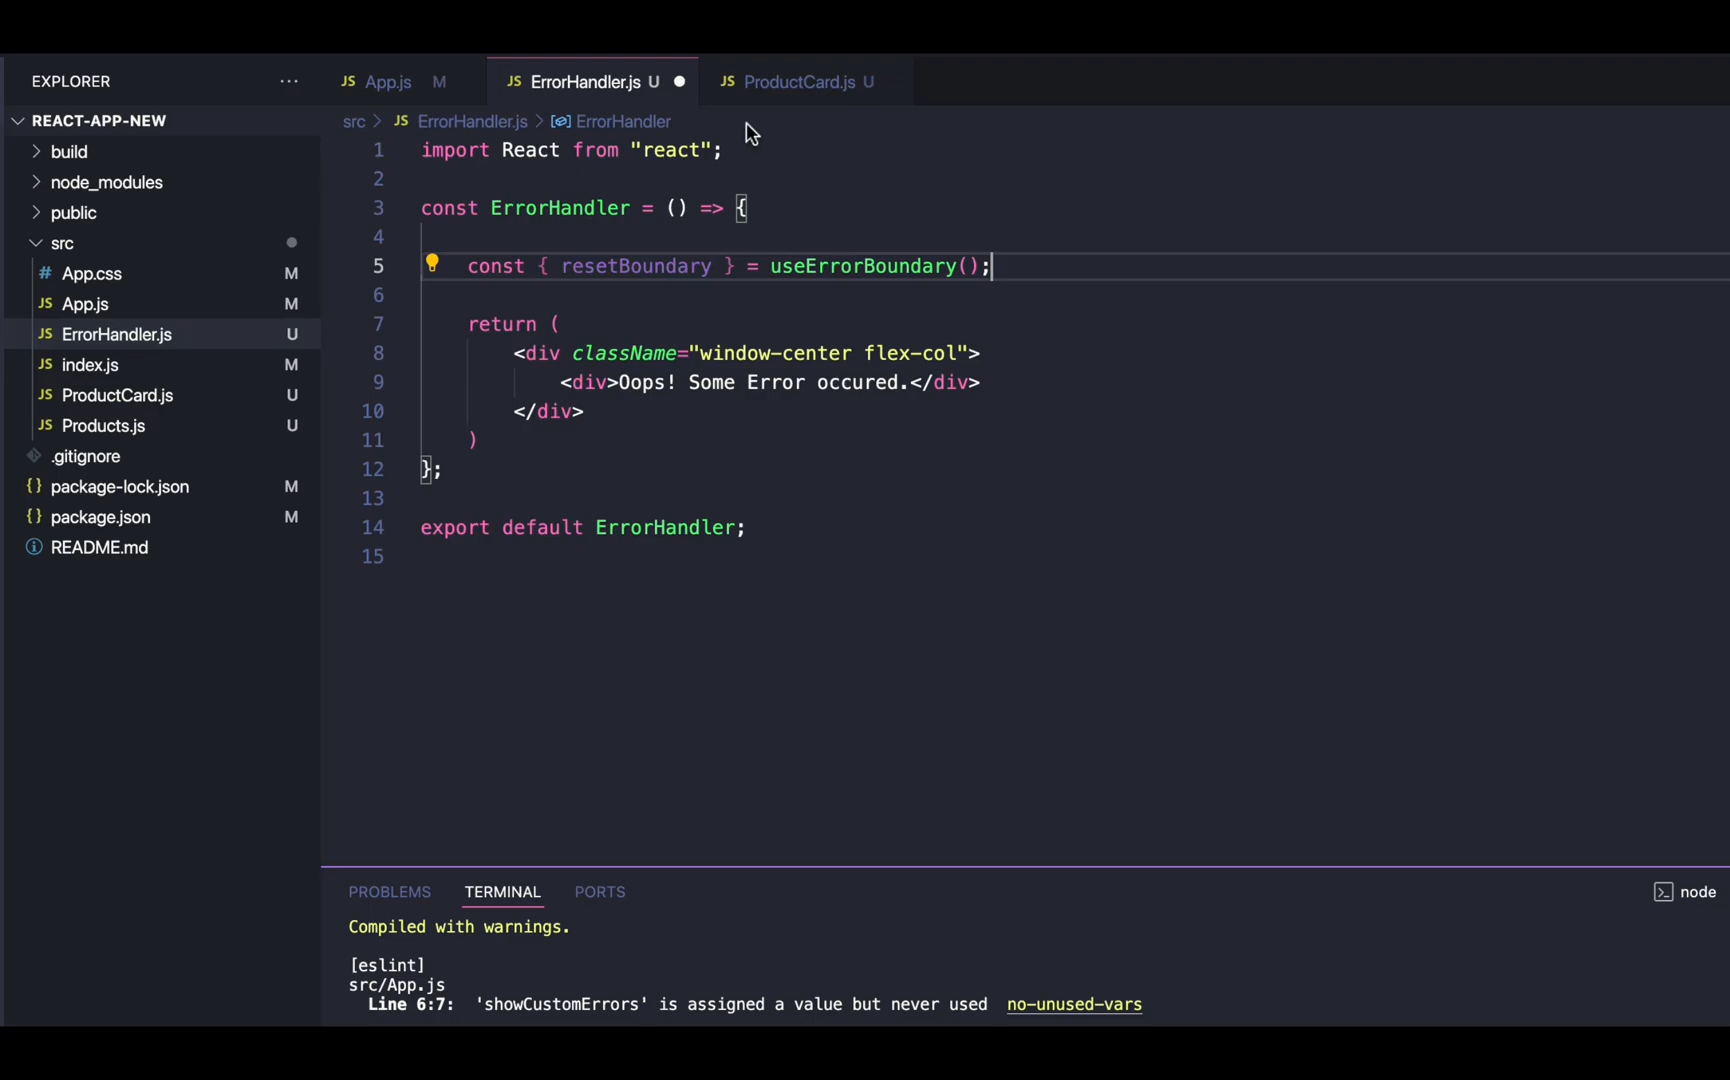 EXPLORER ···
JS App.js M
JS ErrorHandler.js U
JS ProductCard.js U
REACT-APP-NEW
build
node_modules
public
src
# App.css M
JS App.js M
JS ErrorHandler.js U
JS index.js M
JS ProductCard.js U
JS Products.js U
.gitignore
{} package-lock.json M
{} package.json M
README.md
src > JS ErrorHandler.js > ErrorHandler
1 import React from "react";
2
3 const ErrorHandler = () => {
4
5 const { resetBoundary } = useErrorBoundary();
6
7 return (
8 <div className="window-center flex-col">
9 <div>Oops! Some Error occured.</div>
10 </div>
11 )
12 };
13
14 export default ErrorHandler;
15
PROBLEMS TERMINAL PORTS
node
Compiled with warnings.
[eslint]
src/App.js
Line 6:7: 'showCustomErrors' is assigned a value but never used no-unused-vars